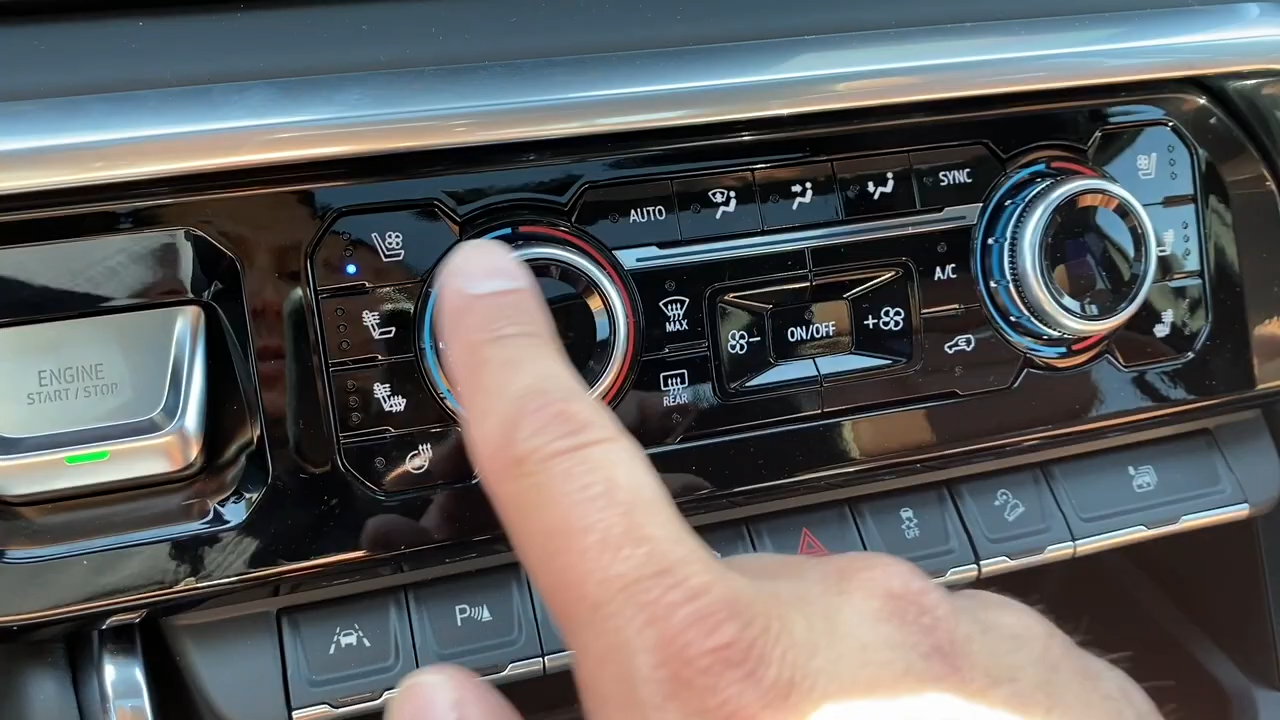 AUTO
SYNC
MAX
ON/OFF
A/C
REAR
ENGINE
START / STOP
P
OFF